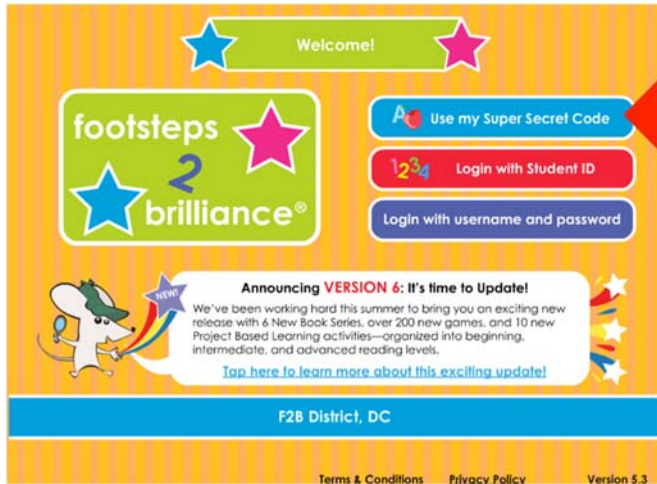 Welcome!
footsteps
2
brilliance®
A Use my Super Secret Code
1234 Login with Student ID
Login with username and password
NEW!
Announcing VERSION 6: It's time to Update!
We've been working hard this summer to bring you an exciting new
release with 6 New Book Series, over 200 new games, and 10 new
Project Based Learning activities—organized into beginning,
intermediate, and advanced reading levels.
Tap here to learn more about this exciting update!
F2B District, DC
Terms & Conditions Privacy Policy Version 5.3